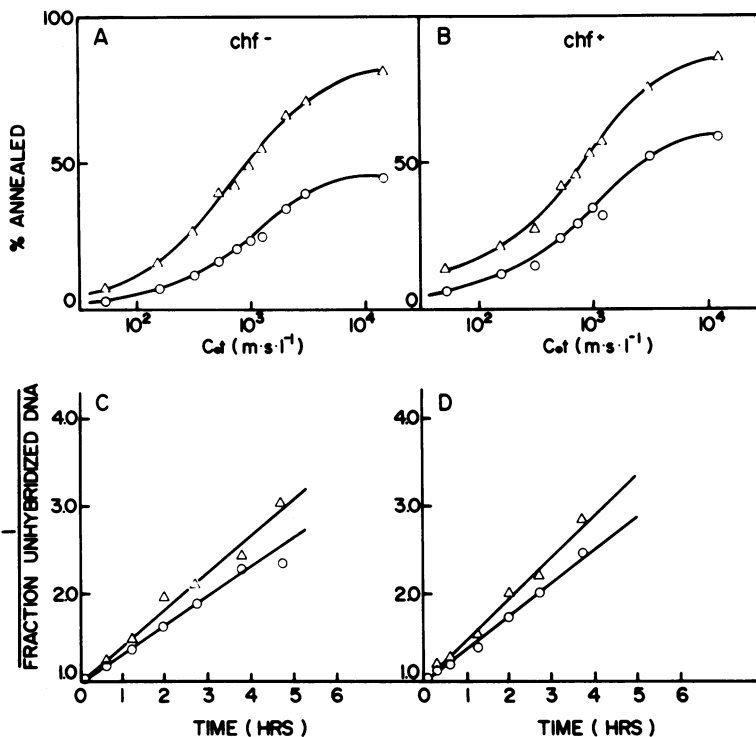 100
A
chf -
B
chf +
% ANNEALED
50
50
0
0
10² 10³ 10⁴
10² 10³ 10⁴
C₀t (m·s·l⁻¹)
C₀t (m·s·l⁻¹)
C
D
4.0
4.0
3.0
3.0
2.0
2.0
1.0
1.0
1
FRACTION UNHYBRIDIZED DNA
0 1 2 3 4 5 6
0 1 2 3 4 5 6
TIME (HRS)
TIME (HRS)